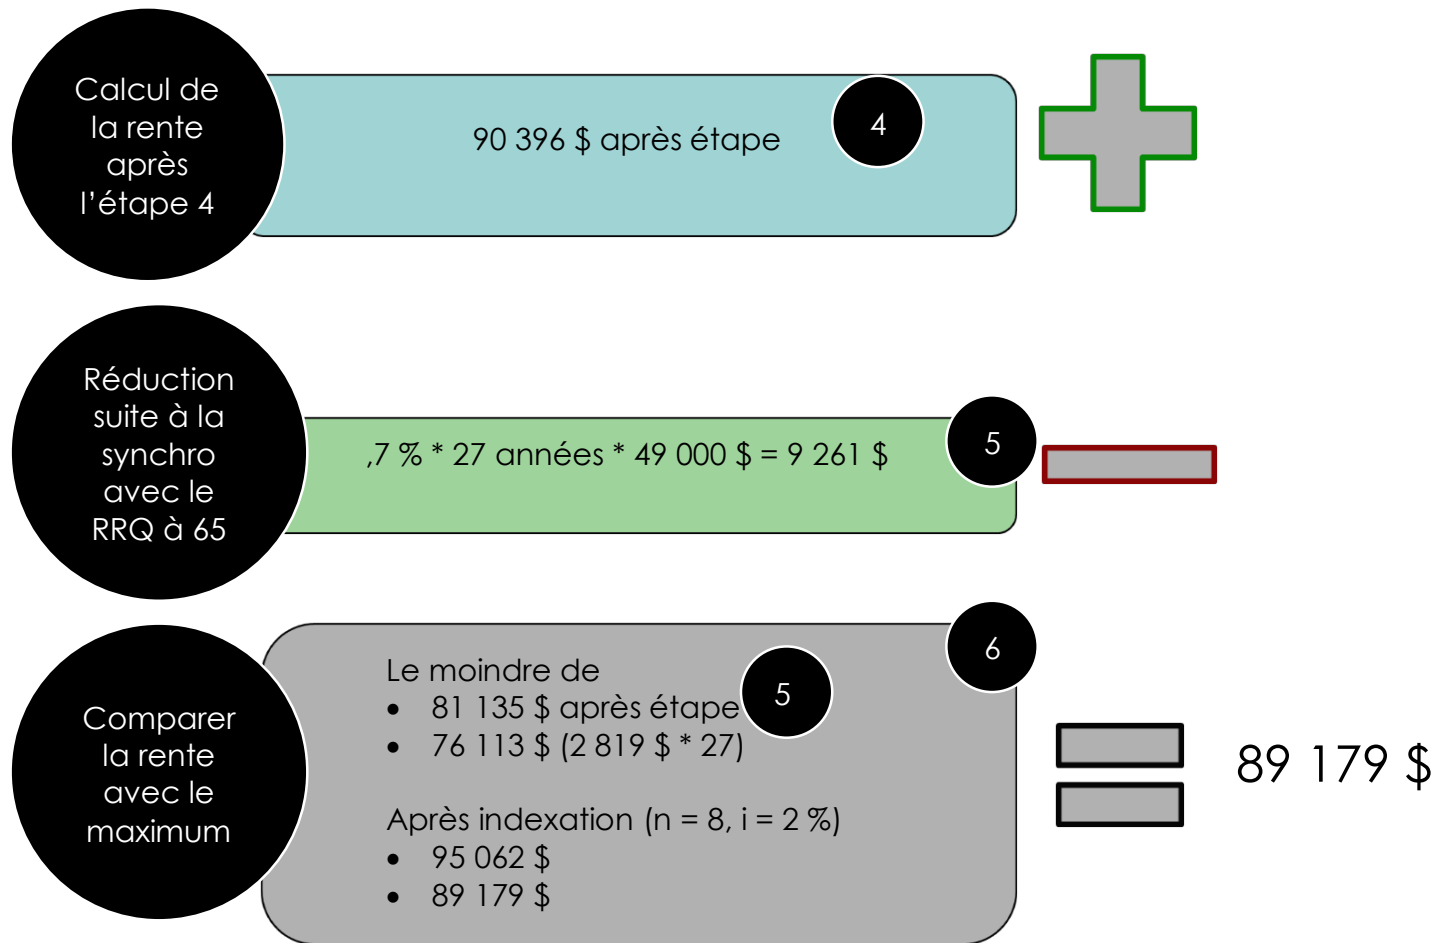 Calcul de
la rente
après
l’étape 4
90 396 $ après étape
4
Réduction
suite à la
synchro
avec le
RRQ à 65
,7 % * 27 années * 49 000 $ = 9 261 $
5
Comparer
la rente
avec le
maximum
6
Le moindre de
• 81 135 $ après étape
5
• 76 113 $ (2 819 $ * 27)
Après indexation (n = 8, i = 2 %)
• 95 062 $
• 89 179 $
89 179 $